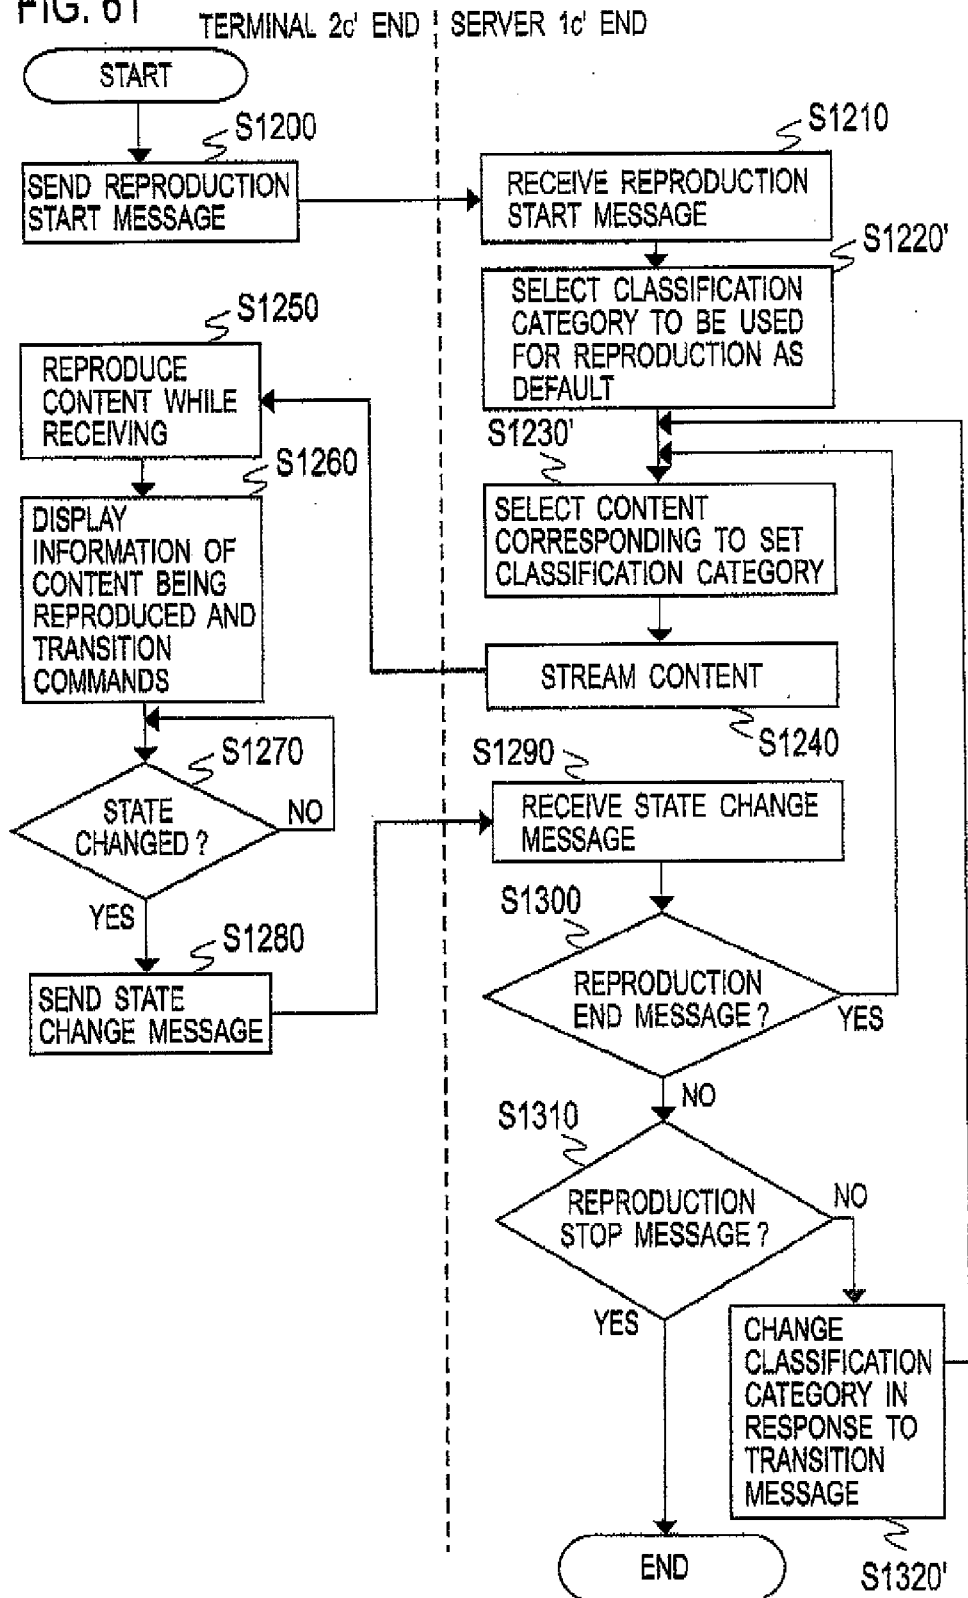 FIG. 61
TERMINAL 2c' END
SERVER 1c' END
START
S1200
SEND REPRODUCTION
START MESSAGE
S1210
RECEIVE REPRODUCTION
START MESSAGE
S1220'
SELECT CLASSIFICATION
CATEGORY TO BE USED
FOR REPRODUCTION AS
DEFAULT
S1250
REPRODUCE
CONTENT WHILE
RECEIVING
S1230'
SELECT CONTENT
CORRESPONDING TO SET
CLASSIFICATION CATEGORY
S1260
DISPLAY
INFORMATION OF
CONTENT BEING
REPRODUCED AND
TRANSITION
COMMANDS
STREAM CONTENT
S1240
S1270
STATE
CHANGED ?
NO
YES
S1290
RECEIVE STATE CHANGE
MESSAGE
S1280
SEND STATE
CHANGE MESSAGE
S1300
REPRODUCTION
END MESSAGE ?
YES
NO
S1310
REPRODUCTION
STOP MESSAGE ?
NO
YES
CHANGE
CLASSIFICATION
CATEGORY IN
RESPONSE TO
TRANSITION
MESSAGE
S1320'
END